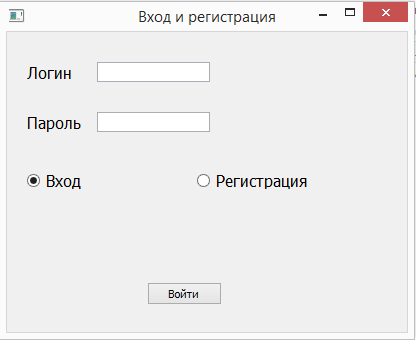 Вход и регистрация
Логин
Пароль
Вход Регистрация
Войти